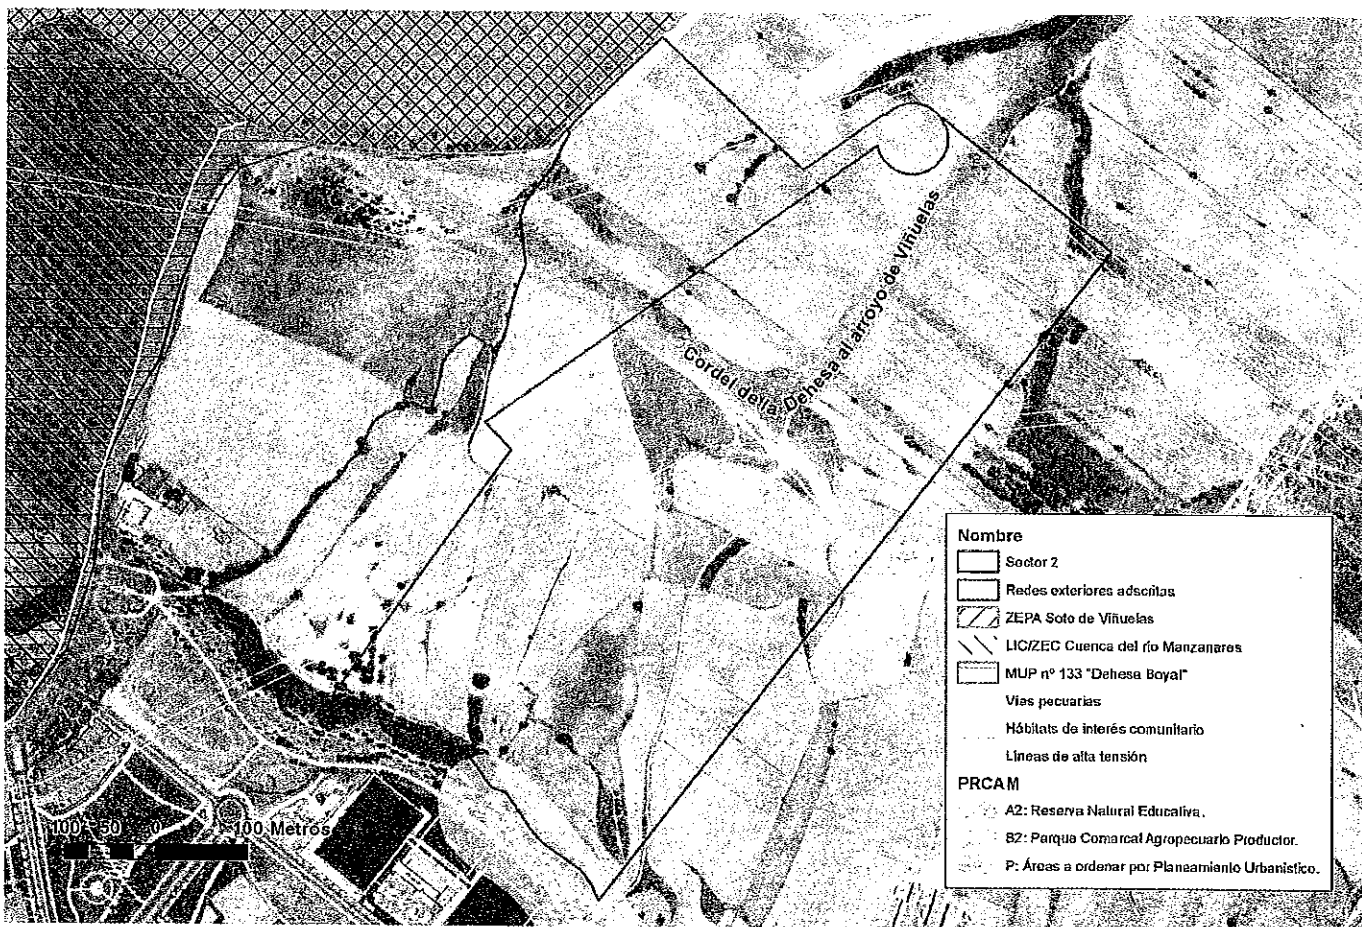 Cordel de la Dehesa al arroyo de Viñuelas
100 50 0 100 Metros
Nombre
Sector 2
Redes exteriores adscritas
ZEPA Soto de Viñuelas
LIC/ZEC Cuenca del río Manzanares
MUP nº 133 "Dehesa Boyal"
Vías pecuarias
Hábitats de interés comunitario
Líneas de alta tensión
PRCAM
A2: Reserva Natural Educativa.
B2: Parque Comarcal Agropecuario Productor.
P: Áreas a ordenar por Planeamiento Urbanístico.